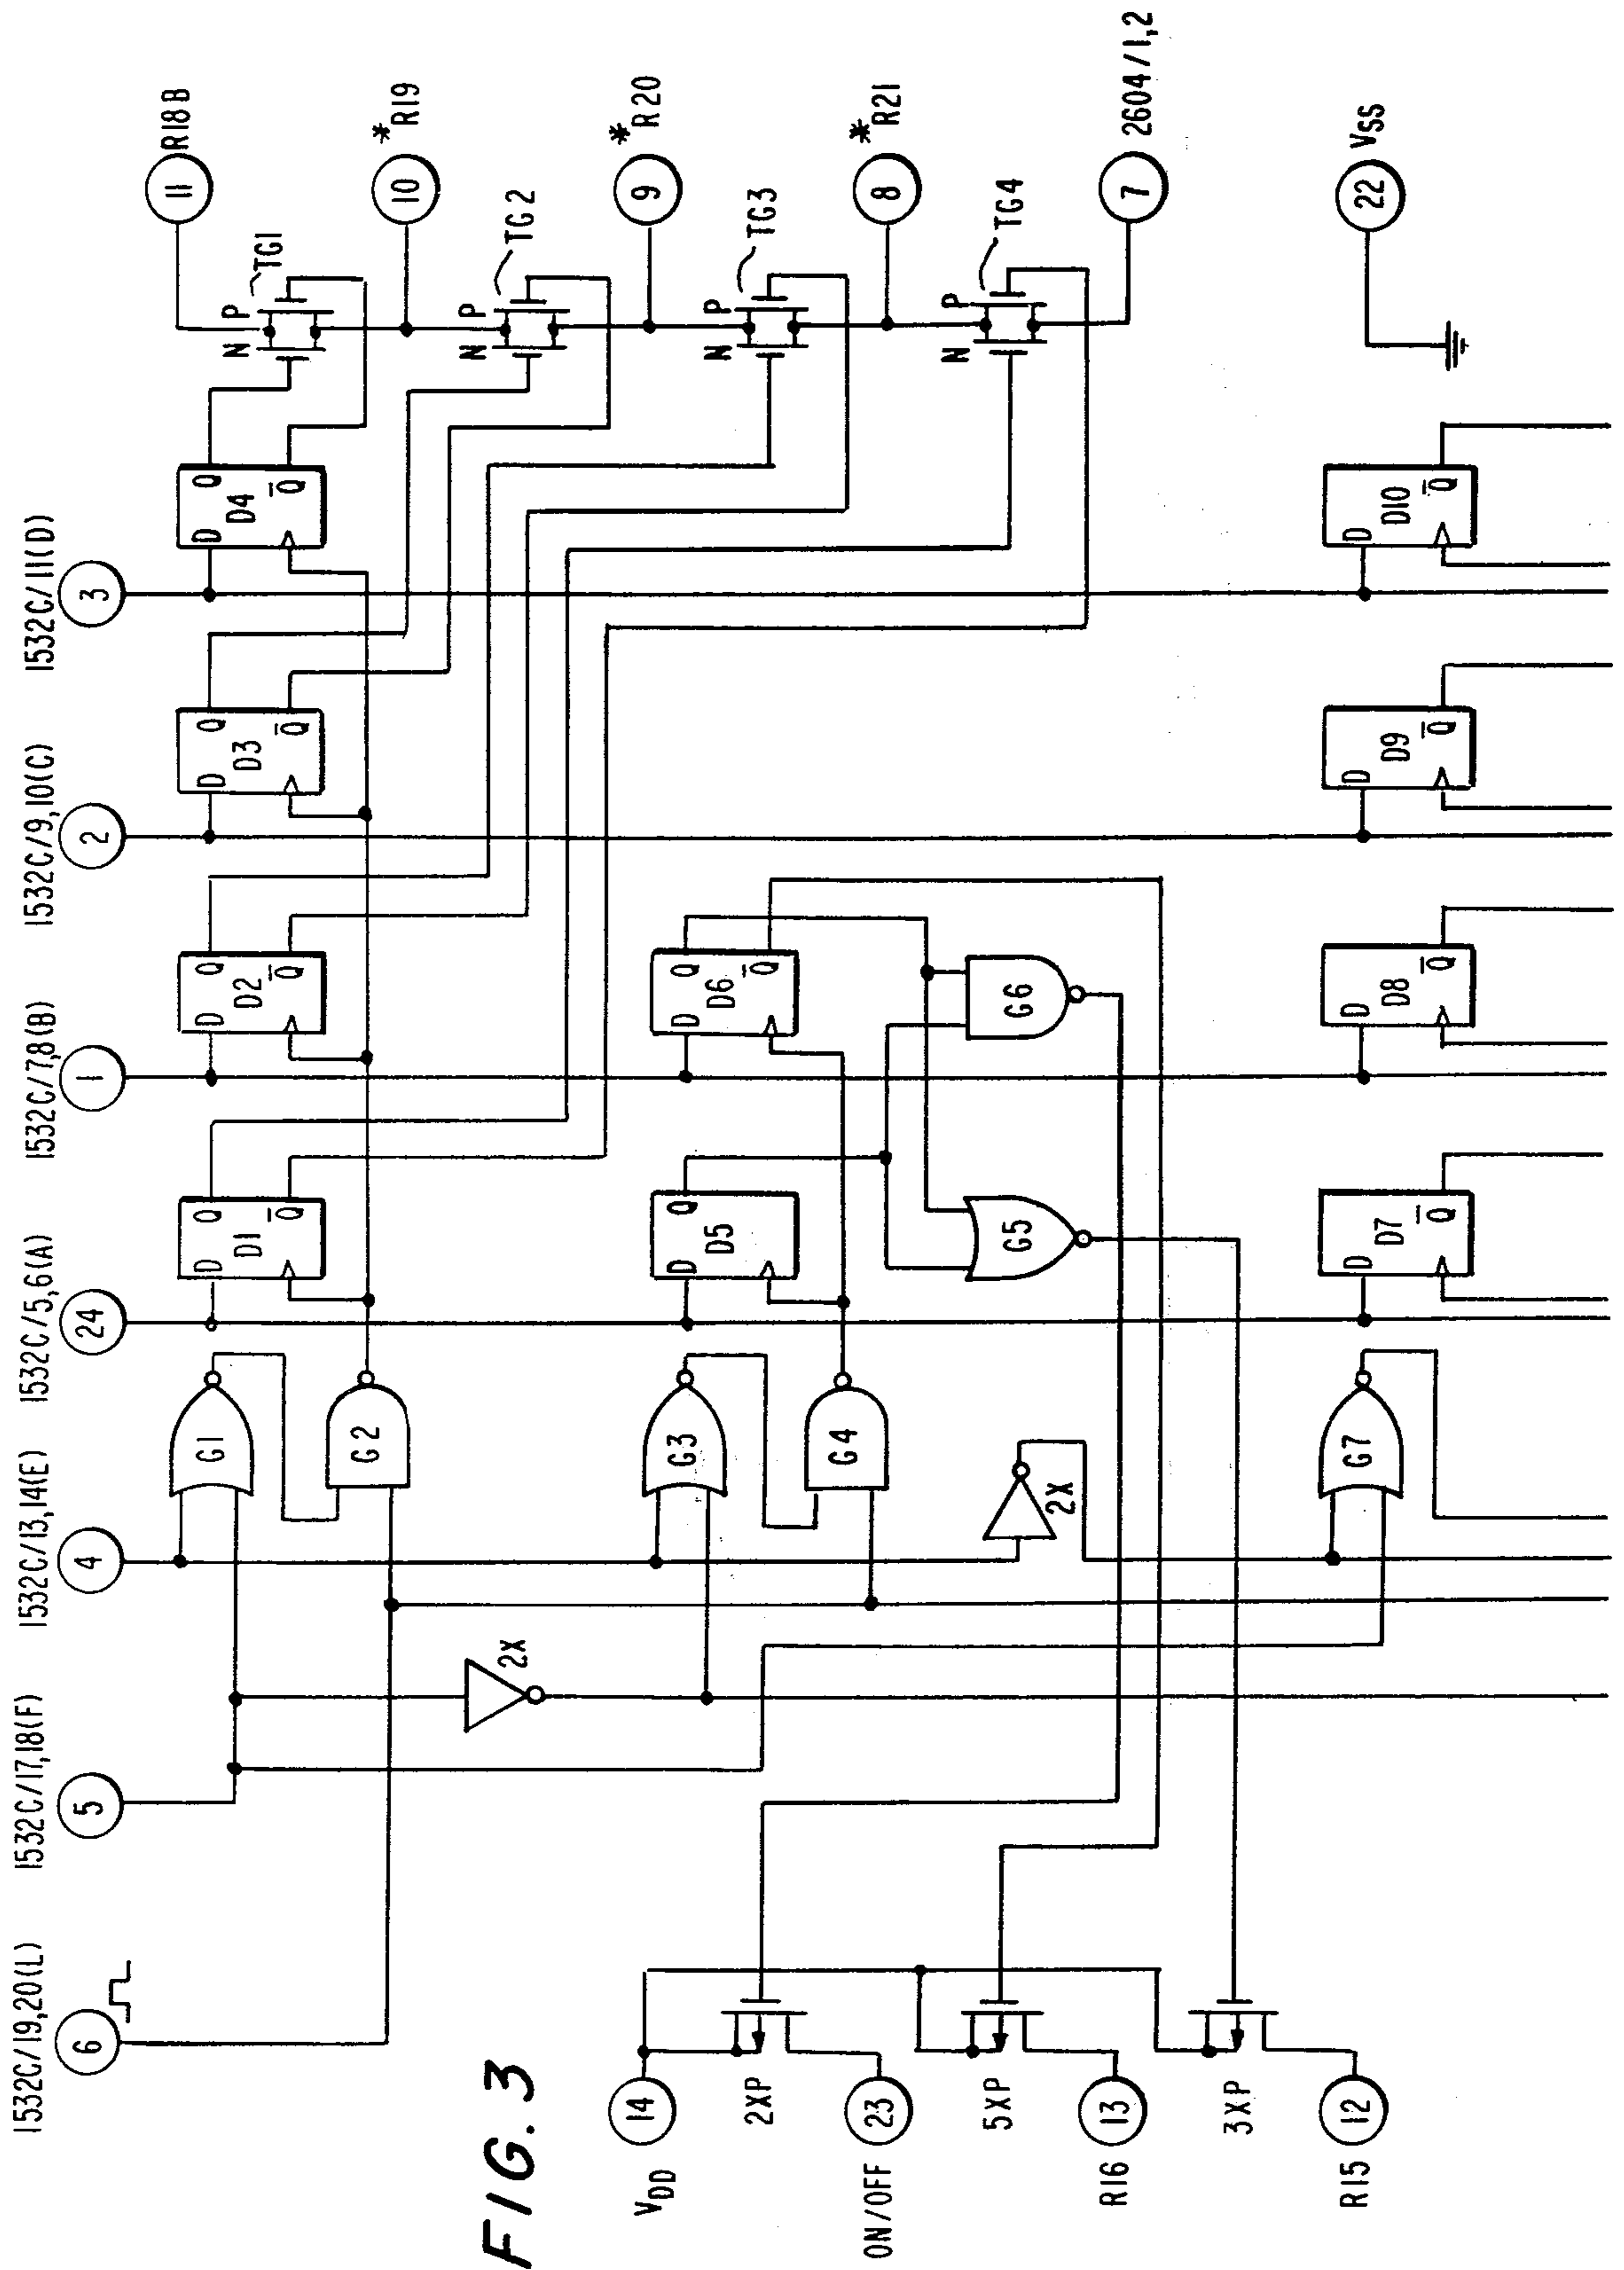 FIG. 3
1532C/19,20(L)
6
1532C/17,18(F)
5
1532C/13,14(E)
4
1532C/5,6(A)
24
1532C/7,8(B)
1
1532C/9,10(C)
2
1532C/11(D)
3
G1
G2
D Q
D1
Q̅
D Q
D2
Q̅
D Q
D3
Q̅
D Q
D4
Q̅
11 R18B
N P TG1
10 *R19
N P TG2
9 *R20
N P TG3
8 *R21
N P TG4
7 2604/1,2
22 VSS
2X
G3
G4
D Q
D5
D Q
D6
Q̅
G5
G6
2X
G7
D
D7
Q̅
D
D8
Q̅
D
D9
Q̅
D
D10
Q̅
VDD 14
2XP
ON/OFF 23
5XP
R16 13
3XP
R15 12